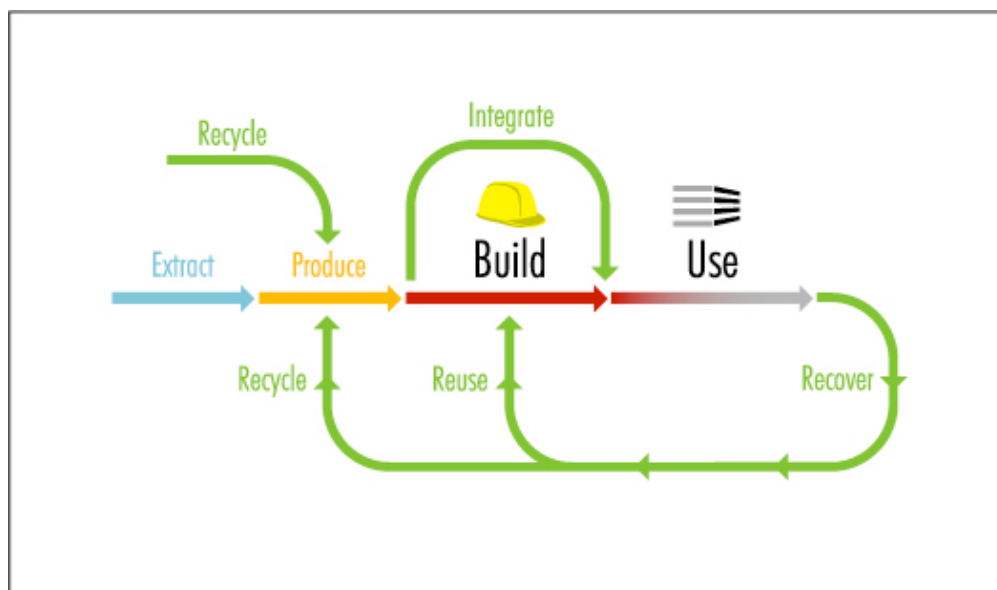 Integrate
Recycle
Extract
Produce
Build
Use
Recycle
Reuse
Recover